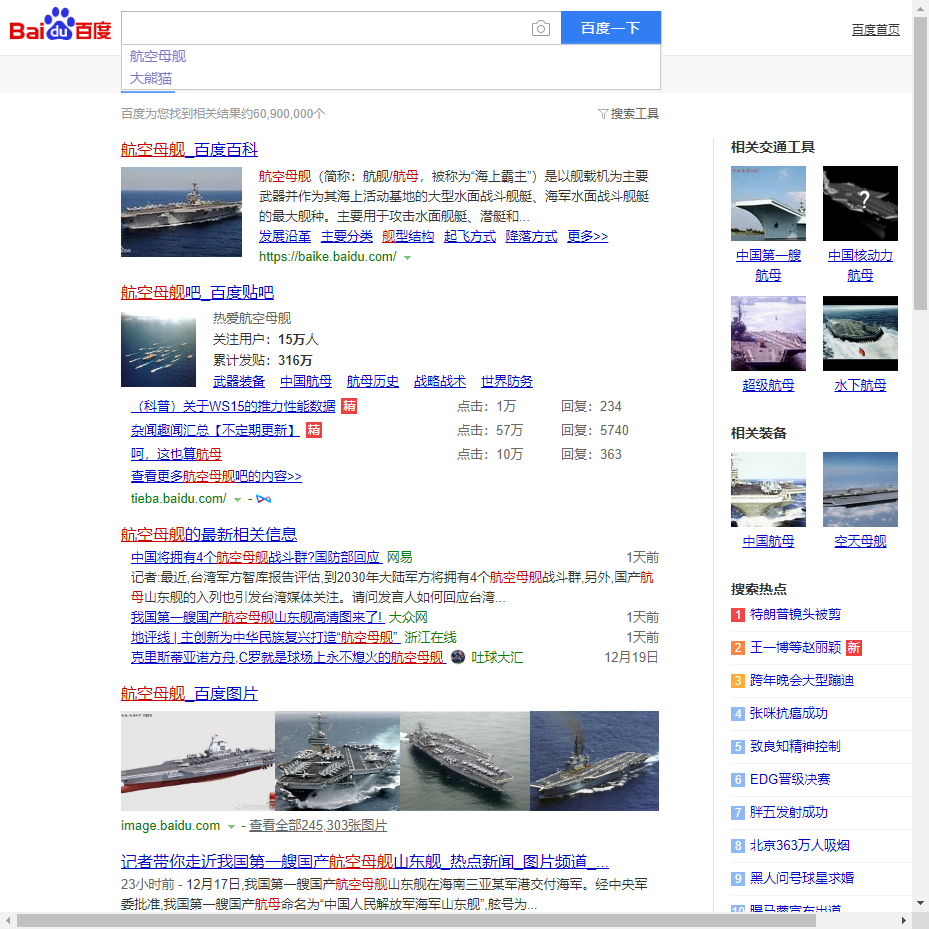 Baidu百度
百度一下
百度首页
航空母舰
大熊猫
百度为您找到相关结果约60,900,000个
搜索工具
航空母舰_百度百科
航空母舰（简称：航舰/航母，被称为“海上霸主”）是以舰载机为主要
武器并作为其海上活动基地的大型水面战斗舰艇、海军水面战斗舰艇
的最大舰种。主要用于攻击水面舰艇、潜艇和...
发展沿革 主要分类 舰型结构 起飞方式 降落方式 更多>>
https://baike.baidu.com/
航空母舰吧_百度贴吧
热爱航空母舰
关注用户：15万人
累计发贴：316万
武器装备 中国航母 航母历史 战略战术 世界防务
（科普）关于WS15的推力性能数据 精 点击：1万 回复：234
杂闻趣闻汇总【不定期更新】 精 点击：57万 回复：5740
呵，这也算航母 点击：10万 回复：363
查看更多航空母舰吧的内容>>
tieba.baidu.com/ -
航空母舰的最新相关信息
中国将拥有4个航空母舰战斗群?国防部回应 网易 1天前
记者:最近,台湾军方智库报告评估,到2030年大陆军方将拥有4个航空母舰战斗群,另外,国产航
母山东舰的入列也引发台湾媒体关注。请问发言人如何回应台湾...
我国第一艘国产航空母舰山东舰高清图来了! 大众网 1天前
地评线 | 主创新为中华民族复兴打造“航空母舰” 浙江在线 1天前
克里斯蒂亚诺方舟,C罗就是球场上永不熄火的航空母舰 吐球大汇 12月19日
航空母舰_百度图片
image.baidu.com - 查看全部245,303张图片
记者带你走近我国第一艘国产航空母舰山东舰_热点新闻_图片频道_...
23小时前 - 12月17日,我国第一艘国产航空母舰山东舰在海南三亚某军港交付海军。经中央军
委批准,我国第一艘国产航母命名为“中国人民解放军海军山东舰”,舷号为...
相关交通工具
?
中国第一艘 中国核动力
航母 航母
超级航母 水下航母
相关装备
中国航母 空天母舰
搜索热点
1 特朗普镜头被剪
2 王一博等赵丽颖 新
3 跨年晚会大型蹦迪
4 张咪抗癌成功
5 致良知精神控制
6 EDG晋级决赛
7 胖五发射成功
8 北京363万人吸烟
9 黑人问号球星求婚